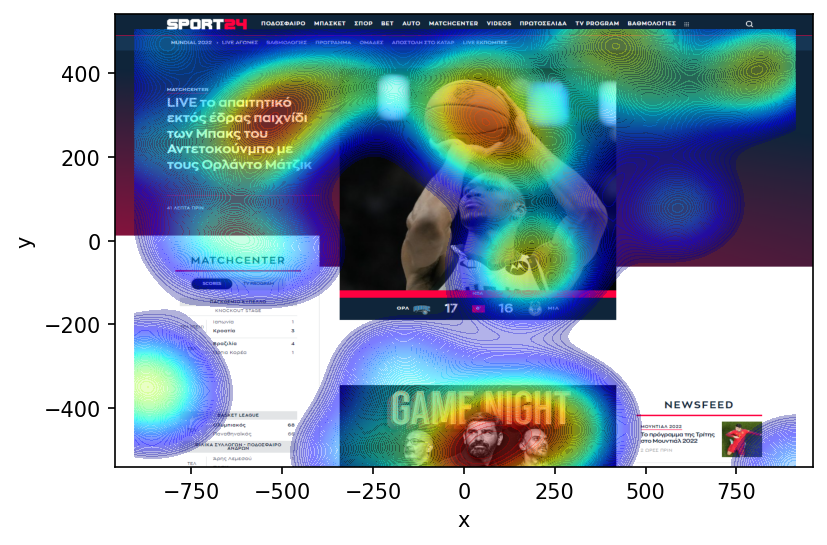 SPORT24 ΠΟΔΟΣΦΑΙΡΟ ΜΠΑΣΚΕΤ ΣΠΟΡ BET AUTO MATCHCENTER VIDEOS ΠΡΩΤΟΣΕΛΙΔΑ TV PROGRAM ΒΑΘΜΟΛΟΓΙΕΣ
MUNDIAL 2022 • LIVE ΑΓΩΝΕΣ ΒΑΘΜΟΛΟΓΙΕΣ ΠΡΟΓΡΑΜΜΑ ΟΜΑΔΕΣ ΑΠΟΣΤΟΛΗ ΣΤΟ ΚΑΤΑΡ LIVE ΕΚΠΟΜΠΕΣ
MATCHCENTER
LIVE το απαιτητικό
εκτός έδρας παιχνίδι
των Μπακς του
Αντετοκούνμπο με
τους Ορλάντο Μάτζικ
41 ΛΕΠΤΑ ΠΡΙΝ
MATCHCENTER
SCORES TV PROGRAM
ΠΑΓΚΟΣΜΙΟ ΚΥΠΕΛΛΟ
KNOCKOUT STAGE
Ιαπωνία 1
Κροατία 3
Βραζιλία 4
Νότια Κορέα 1
BASKET LEAGUE
Ολυμπιακός 68
Παναθηναϊκός
ΦΙΛΙΚΑ ΣΥΛΛΟΓΩΝ - ΠΟΔΟΣΦΑΙΡΟ
ΑΝΔΡΩΝ
ΤΕΛ Άρης Λεμεσού
ΟΡΛ 17 16 ΜΙΛ
GAME NIGHT
NEWSFEED
ΜΟΥΝΤΙΑΛ 2022
Το πρόγραμμα της Τρίτης
στο Μουντιάλ 2022
2 ΩΡΕΣ ΠΡΙΝ
400
200
0
−200
−400
y
−750 −500 −250 0 250 500 750
x